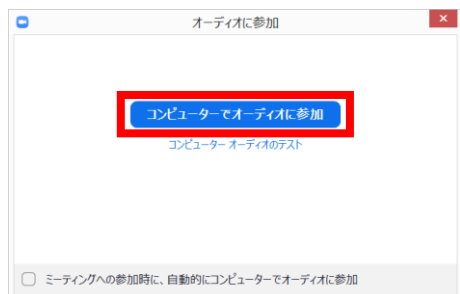 オーディオに参加
コンピューターでオーディオに参加
コンピューター オーディオのテスト
ミーティングへの参加時に、自動的にコンピューターでオーディオに参加